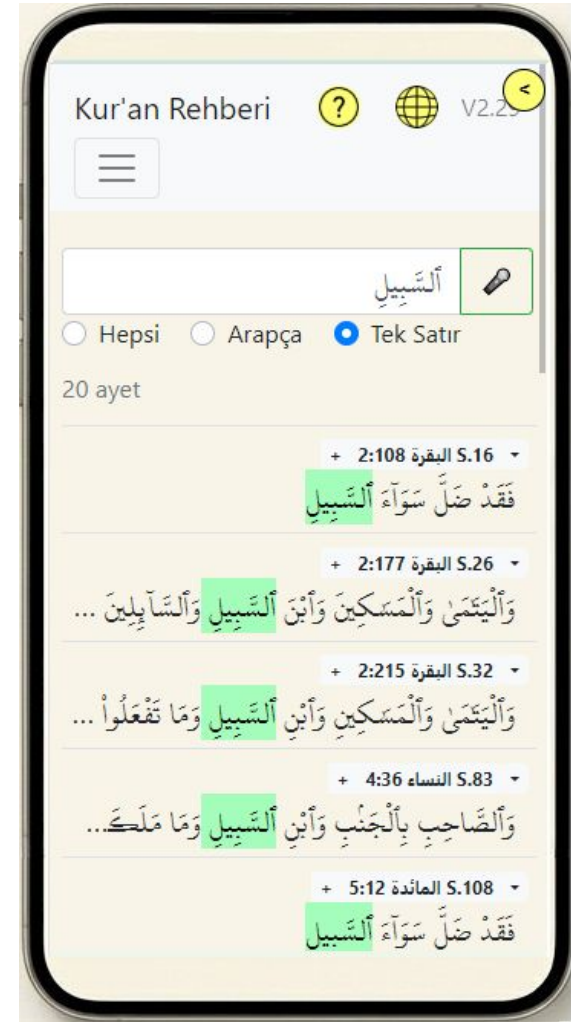 Kur'an Rehberi ? V2.29 <
ٱلسَّبِيلِ
Hepsi Arapça Tek Satır
20 ayet
S.16 البقرة 2:108 +
فَقَدْ ضَلَّ سَوَآءَ ٱلسَّبِيلِ
S.26 البقرة 2:177 +
وَٱلْيَتَٰمَىٰ وَٱلْمَسَٰكِينَ وَٱبْنَ ٱلسَّبِيلِ وَٱلسَّآئِلِينَ ...
S.32 البقرة 2:215 +
وَٱلْيَتَٰمَىٰ وَٱلْمَسَٰكِينِ وَٱبْنِ ٱلسَّبِيلِ وَمَا تَفْعَلُوا۟ ...
S.83 النساء 4:36 +
وَٱلصَّاحِبِ بِٱلْجَنۢبِ وَٱبْنِ ٱلسَّبِيلِ وَمَا مَلَكَـ...
S.108 المائدة 5:12 +
فَقَدْ ضَلَّ سَوَآءَ ٱلسَّبِيلِ